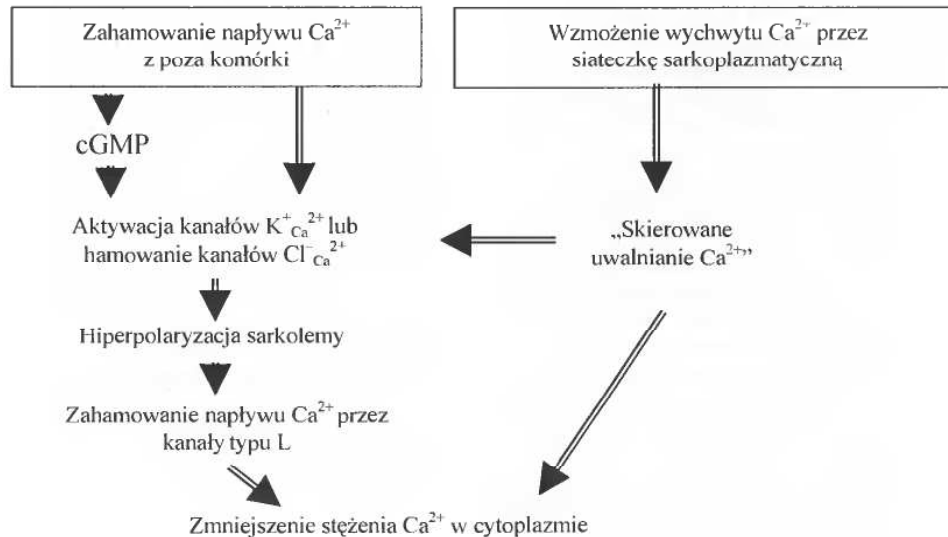 Zahamowanie napływu Ca²⁺
z poza komórki
Wzmożenie wychwytu Ca²⁺ przez
siateczkę sarkoplazmatyczną
cGMP
Aktywacja kanałów K⁺Ca²⁺ lub
hamowanie kanałów Cl⁻Ca²⁺
„Skierowane
uwalnianie Ca²⁺”
Hiperpolaryzacja sarkolemy
Zahamowanie napływu Ca²⁺ przez
kanały typu L
Zmniejszenie stężenia Ca²⁺ w cytoplazmie